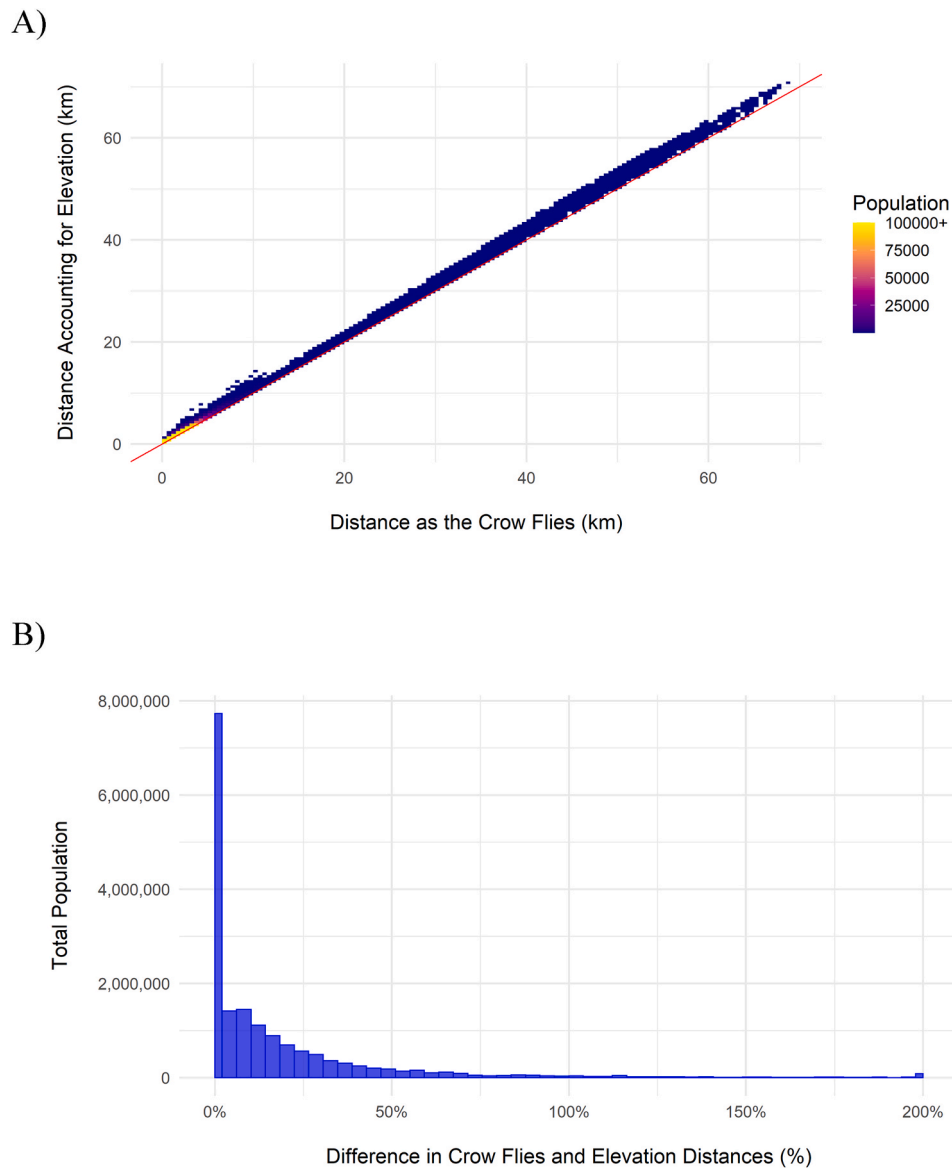 A)
Distance Accounting for Elevation (km)
60
40
20
0
0 20 40 60
Distance as the Crow Flies (km)
Population
100000+
75000
50000
25000
B)
Total Population
8,000,000
6,000,000
4,000,000
2,000,000
0
0% 50% 100% 150% 200%
Difference in Crow Flies and Elevation Distances (%)